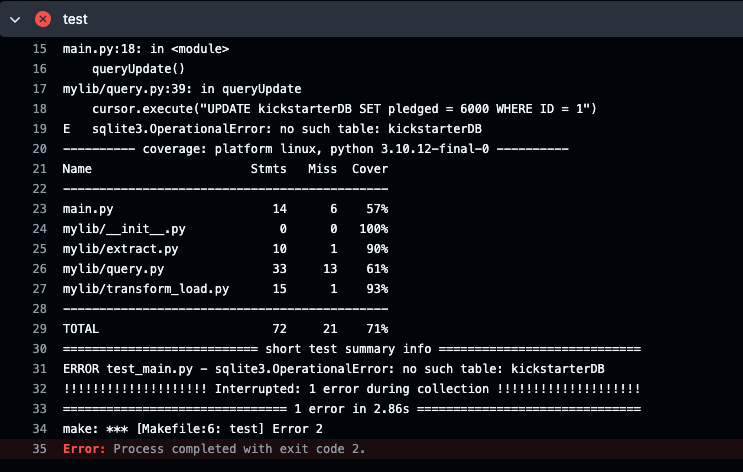 test
15 main.py:18: in <module>
16     queryUpdate()
17 mylib/query.py:39: in queryUpdate
18     cursor.execute("UPDATE kickstarterDB SET pledged = 6000 WHERE ID = 1")
19 E   sqlite3.OperationalError: no such table: kickstarterDB
20 ---------- coverage: platform linux, python 3.10.12-final-0 ----------
21 Name                      Stmts   Miss  Cover
22 ---------------------------------------------
23 main.py                      14      6    57%
24 mylib/__init__.py             0      0   100%
25 mylib/extract.py             10      1    90%
26 mylib/query.py               33     13    61%
27 mylib/transform_load.py      15      1    93%
28 ---------------------------------------------
29 TOTAL                        72     21    71%
30 =========================== short test summary info ============================
31 ERROR test_main.py - sqlite3.OperationalError: no such table: kickstarterDB
32 !!!!!!!!!!!!!!!!!!!! Interrupted: 1 error during collection !!!!!!!!!!!!!!!!!!!!
33 =============================== 1 error in 2.86s ===============================
34 make: *** [Makefile:6: test] Error 2
35 Error: Process completed with exit code 2.